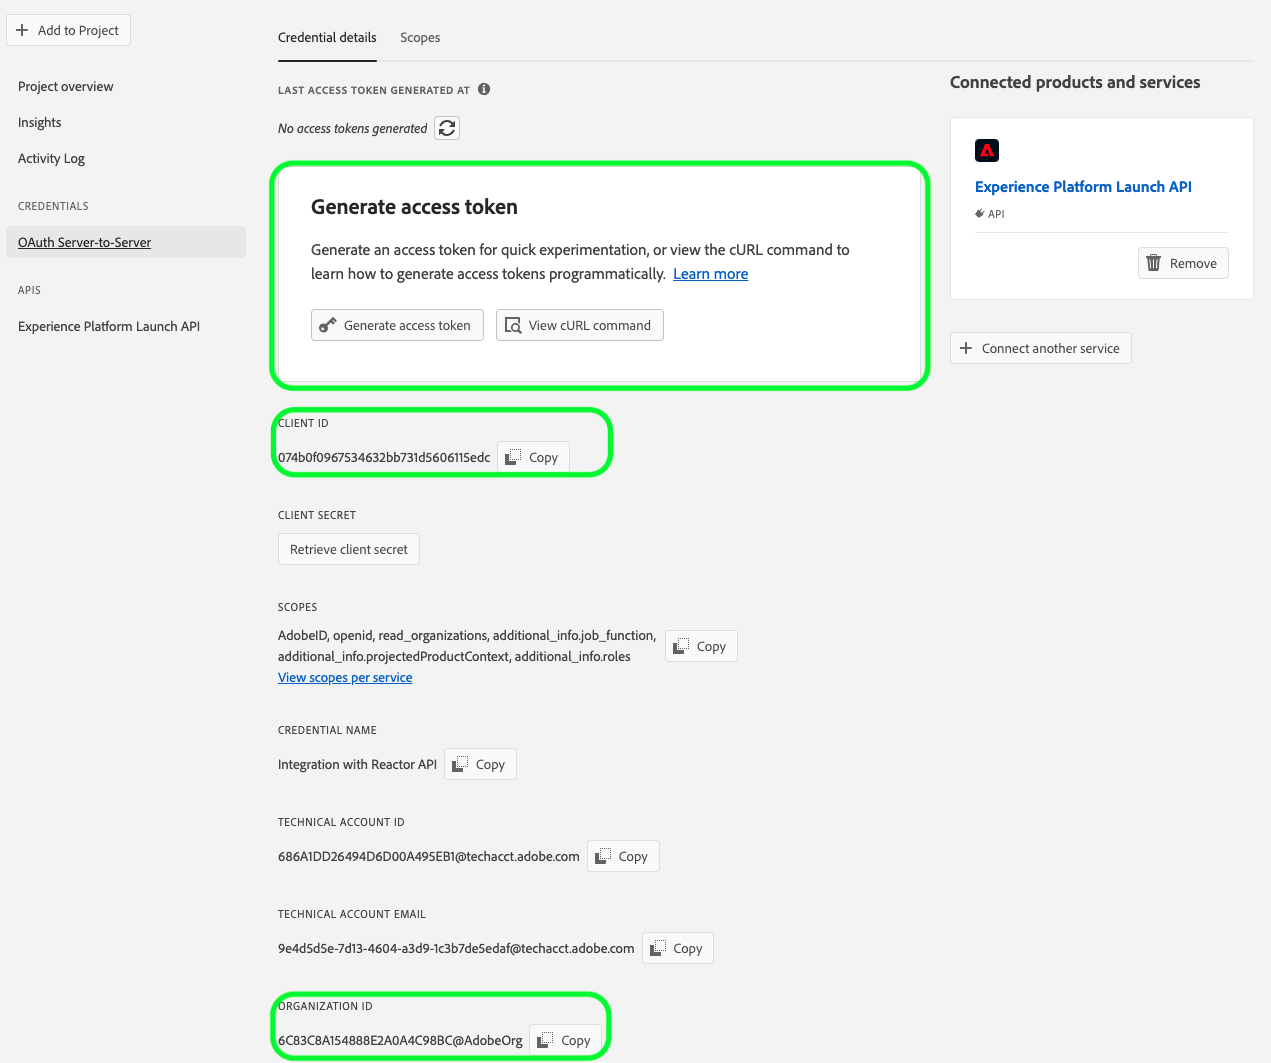 Add to Project
Project overview
Insights
Activity Log
CREDENTIALS
OAuth Server-to-Server
APIS
Experience Platform Launch API
Credential details
Scopes
LAST ACCESS TOKEN GENERATED AT
No access tokens generated
Generate access token
Generate an access token for quick experimentation, or view the cURL command to
learn how to generate access tokens programmatically. Learn more
Generate access token
View cURL command
CLIENT ID
074b0f0967534632bb731d5606115edc
Copy
CLIENT SECRET
Retrieve client secret
SCOPES
AdobeID, openid, read_organizations, additional_info.job_function,
additional_info.projectedProductContext, additional_info.roles
Copy
View scopes per service
CREDENTIAL NAME
Integration with Reactor API
Copy
TECHNICAL ACCOUNT ID
686A1DD26494D6D00A495EB1@techacct.adobe.com
Copy
TECHNICAL ACCOUNT EMAIL
9e4d5d5e-7d13-4604-a3d9-1c3b7de5edaf@techacct.adobe.com
Copy
ORGANIZATION ID
6C83C8A154888E2A0A4C98BC@AdobeOrg
Copy
Connected products and services
Experience Platform Launch API
API
Remove
Connect another service